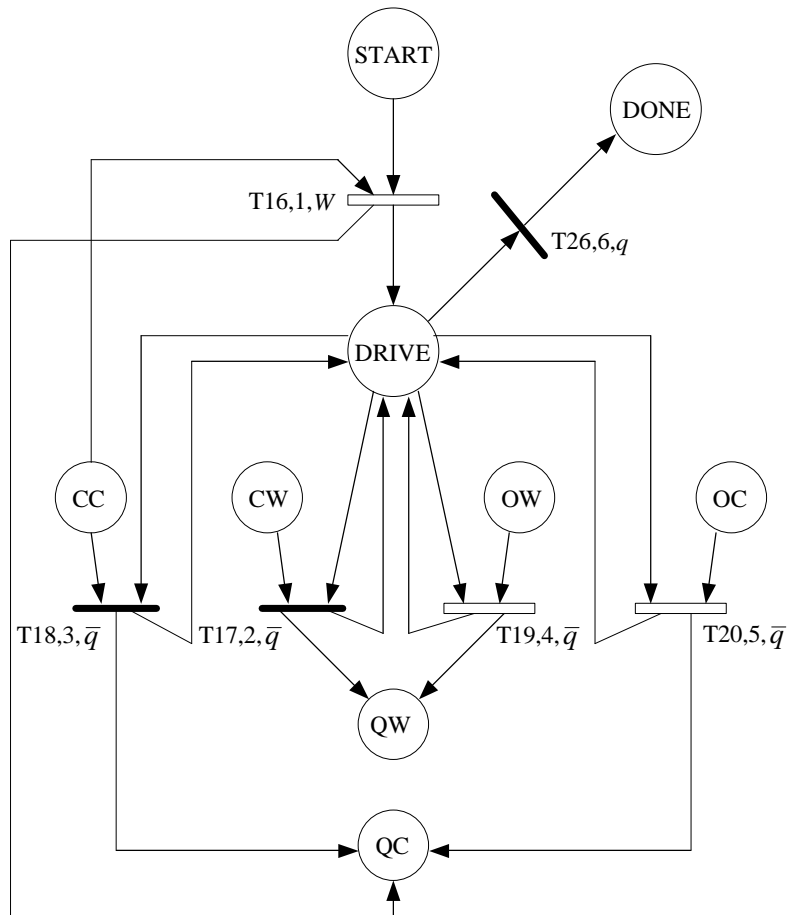 START
DONE
T16,1,W
T26,6,q
DRIVE
CC
CW
OW
OC
T18,3,q̅
T17,2,q̅
T19,4,q̅
T20,5,q̅
QW
QC